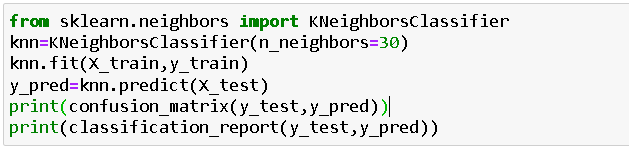 from sklearn.neighbors import KNeighborsClassifier
knn=KNeighborsClassifier(n_neighbors=30)
knn.fit(X_train,y_train)
y_pred=knn.predict(X_test)
print(confusion_matrix(y_test,y_pred))
print(classification_report(y_test,y_pred))